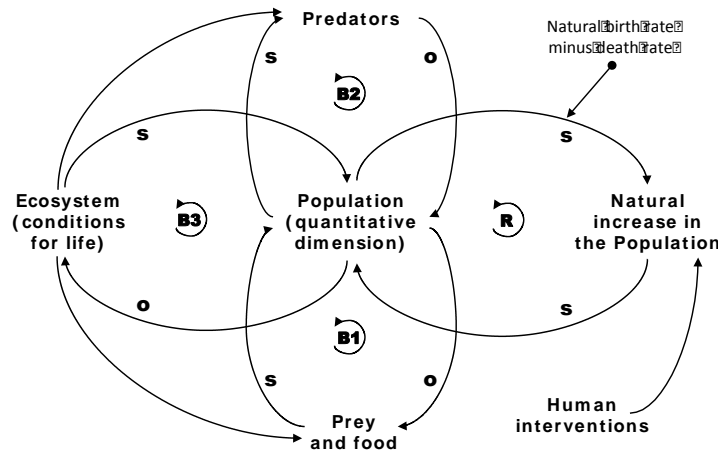 Predators
Natural birth rate
minus death rate
s
o
B2
s
s
Ecosystem
(conditions
for life)
B3
Population
(quantitative
dimension)
R
Natural
increase in
the Population
o
s
B1
s
o
Prey
and food
Human
interventions